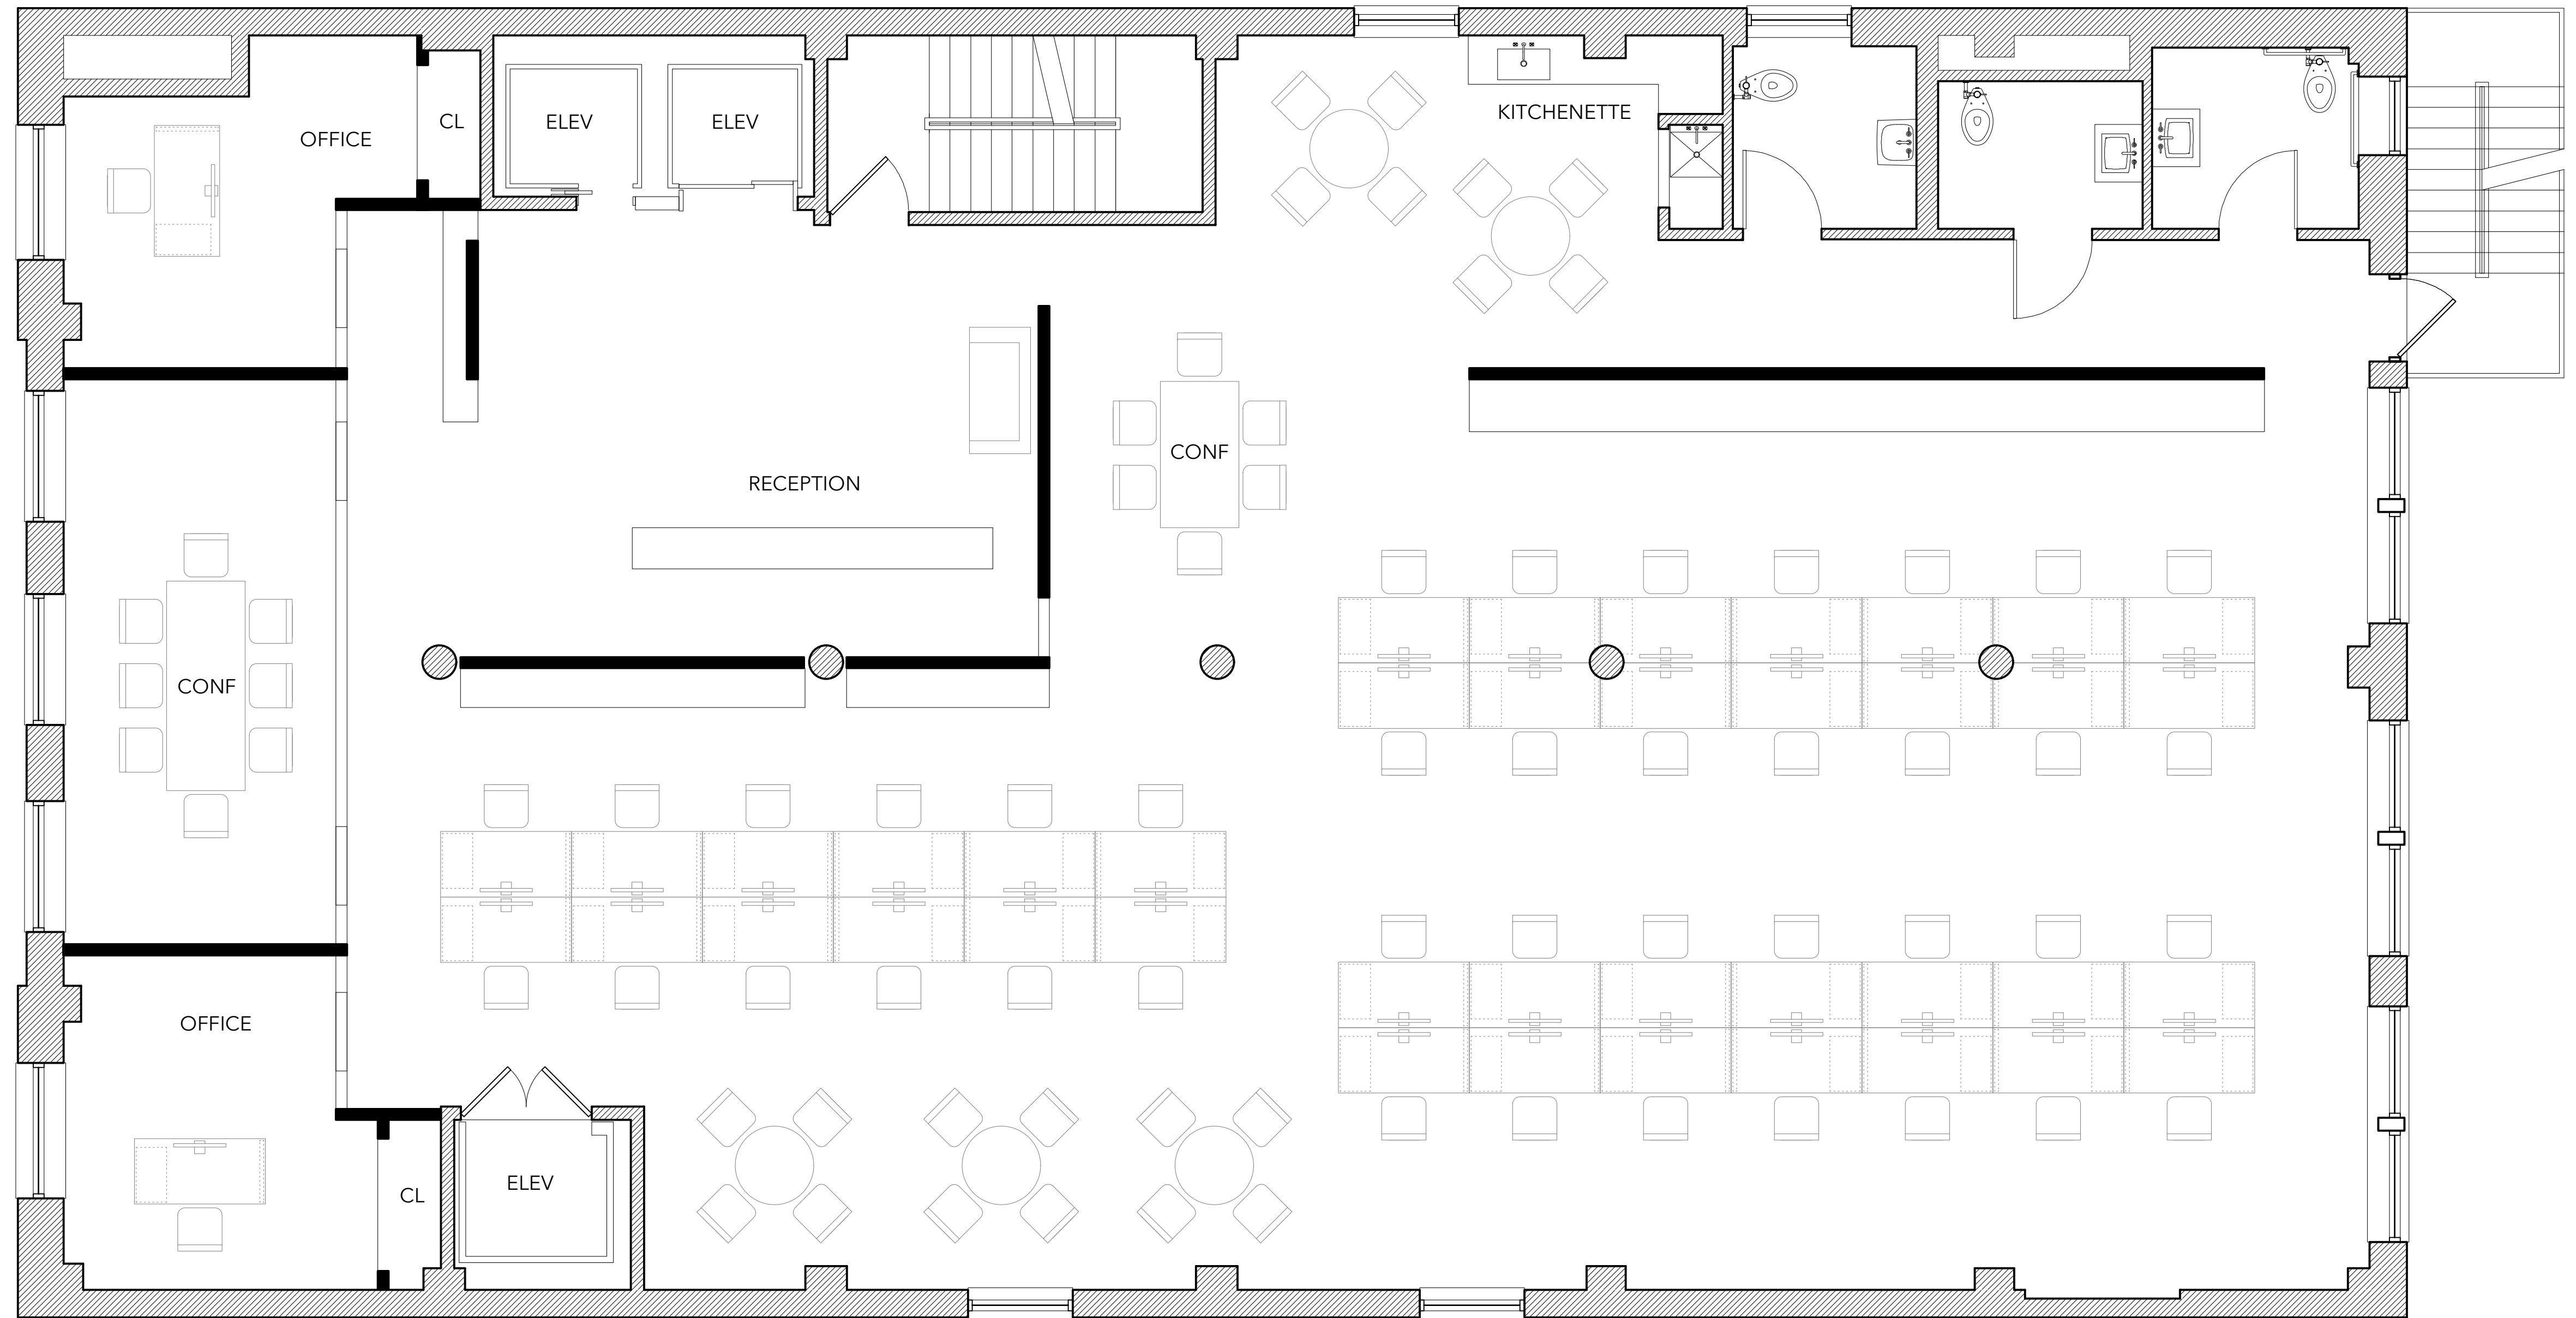 KITCHENETTE
ELEV
ELEV
CL
OFFICE
CONF
RECEPTION
CONF
OFFICE
ELEV
CL